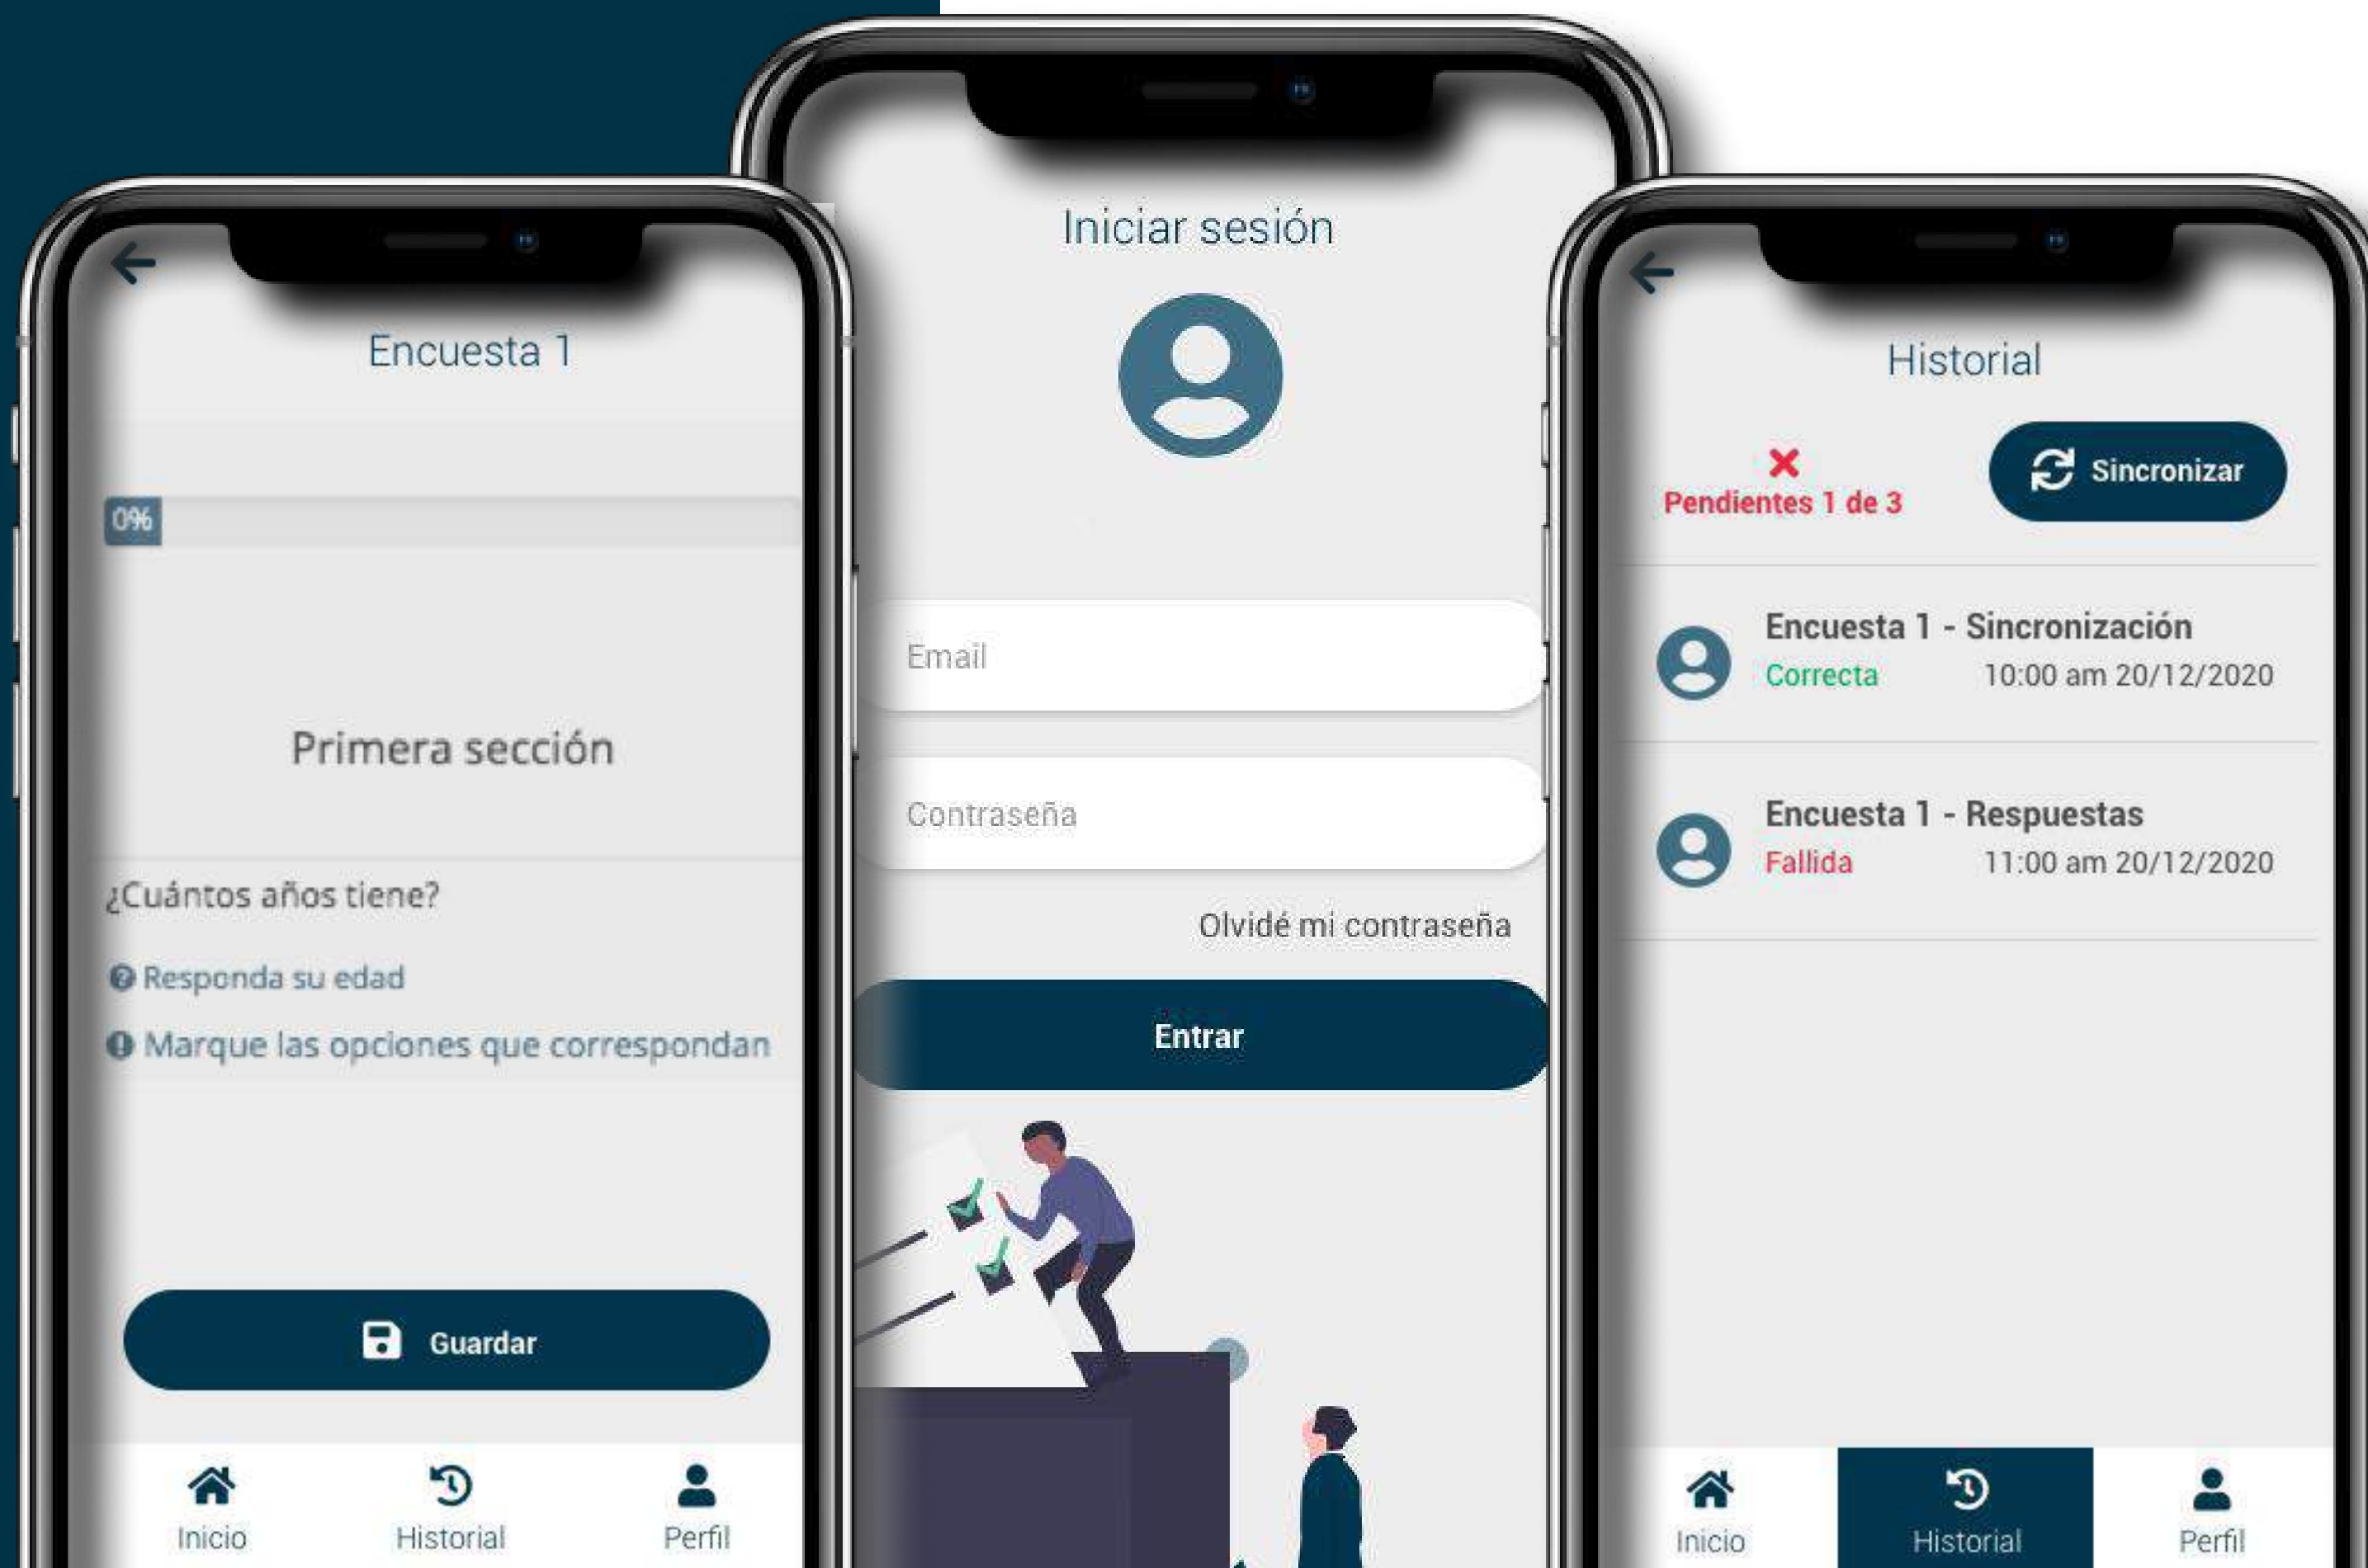 Encuesta 1
0%
Primera sección
¿Cuántos años tiene?
Responda su edad
Marque las opciones que correspondan
Guardar
Inicio
Historial
Perfil
Iniciar sesión
Email
Contraseña
Olvidé mi contraseña
Entrar
Historial
Pendientes 1 de 3
Sincronizar
Encuesta 1 - Sincronización
Correcta 10:00 am 20/12/2020
Encuesta 1 - Respuestas
Fallida 11:00 am 20/12/2020
Inicio
Historial
Perfil